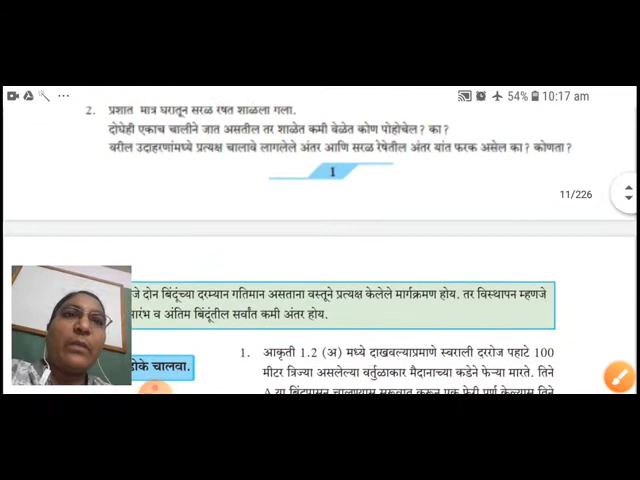 54% 10:17 am
2. प्रशांत मात्र घरातून सरळ रेषेत शाळेला गेला.
दोघेही एकाच चालीने जात असतील तर शाळेत कमी वेळेत कोण पोहोचेल? का?
वरील उदाहरणांमध्ये प्रत्यक्ष चालावे लागलेले अंतर आणि सरळ रेषेतील अंतर यांत फरक असेल का? कोणता?
1
11/226
जे दोन बिंदूंच्या दरम्यान गतिमान असताना वस्तूने प्रत्यक्ष केलेले मार्गक्रमण होय. तर विस्थापन म्हणजे
ारंभ व अंतिम बिंदूंतील सर्वांत कमी अंतर होय.
डोके चालवा.
1. आकृती 1.2 (अ) मध्ये दाखवल्याप्रमाणे स्वराली दररोज पहाटे 100
मीटर त्रिज्या असलेल्या वर्तुळाकार मैदानाच्या कडेने फेऱ्या मारते. तिने
A या बिंदूपासून चालण्यास सुरूवात करून एक फेरी पूर्ण केल्यास तिने